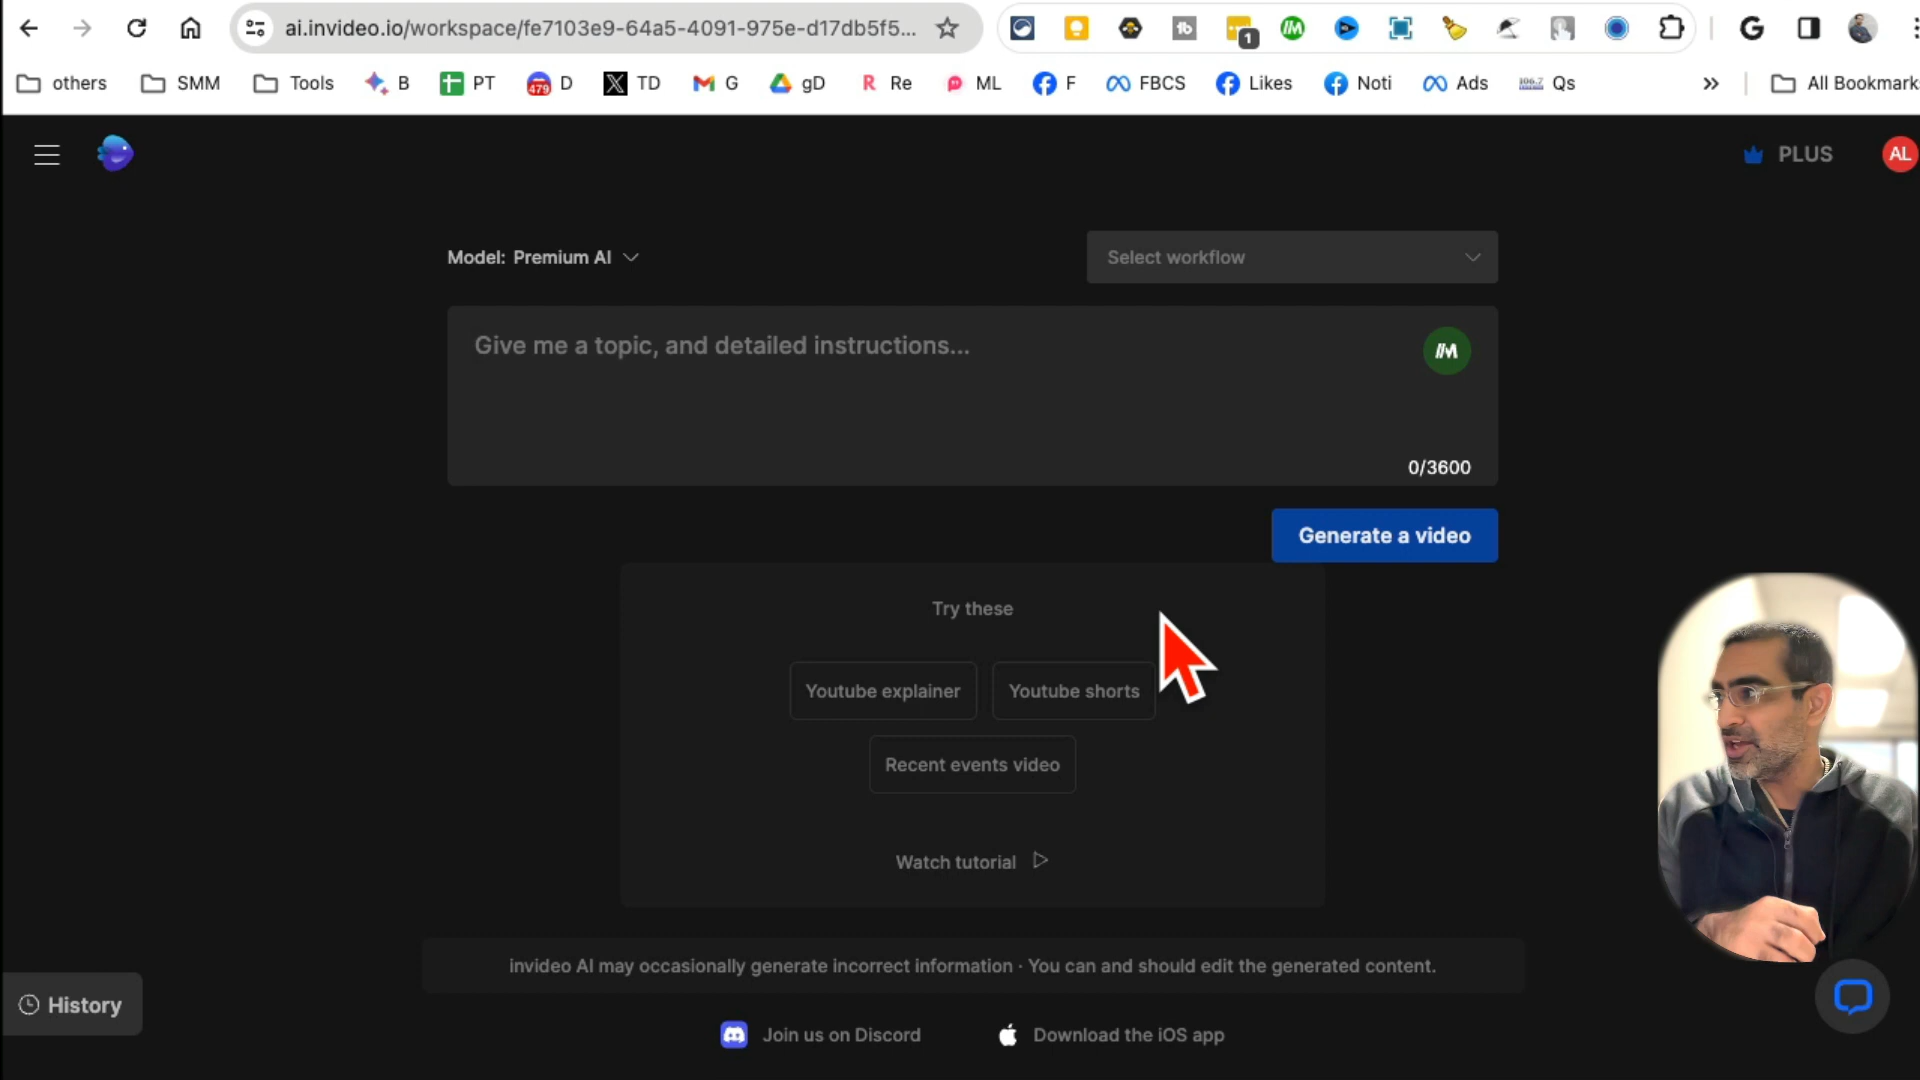 ai.invideo.io/workspace/fe7103e9-64a5-4091-975e-d17db5f5...
1
others SMM Tools B PT 479 D TD G gD Re ML F FBCS Likes Noti Ads Qs » All Bookmark
PLUS AL
Model: Premium AI
Select workflow
Give me a topic, and detailed instructions...
0/3600
Generate a video
Try these
Youtube explainer Youtube shorts
Recent events video
Watch tutorial
invideo AI may occasionally generate incorrect information · You can and should edit the generated content.
History
Join us on Discord Download the iOS app